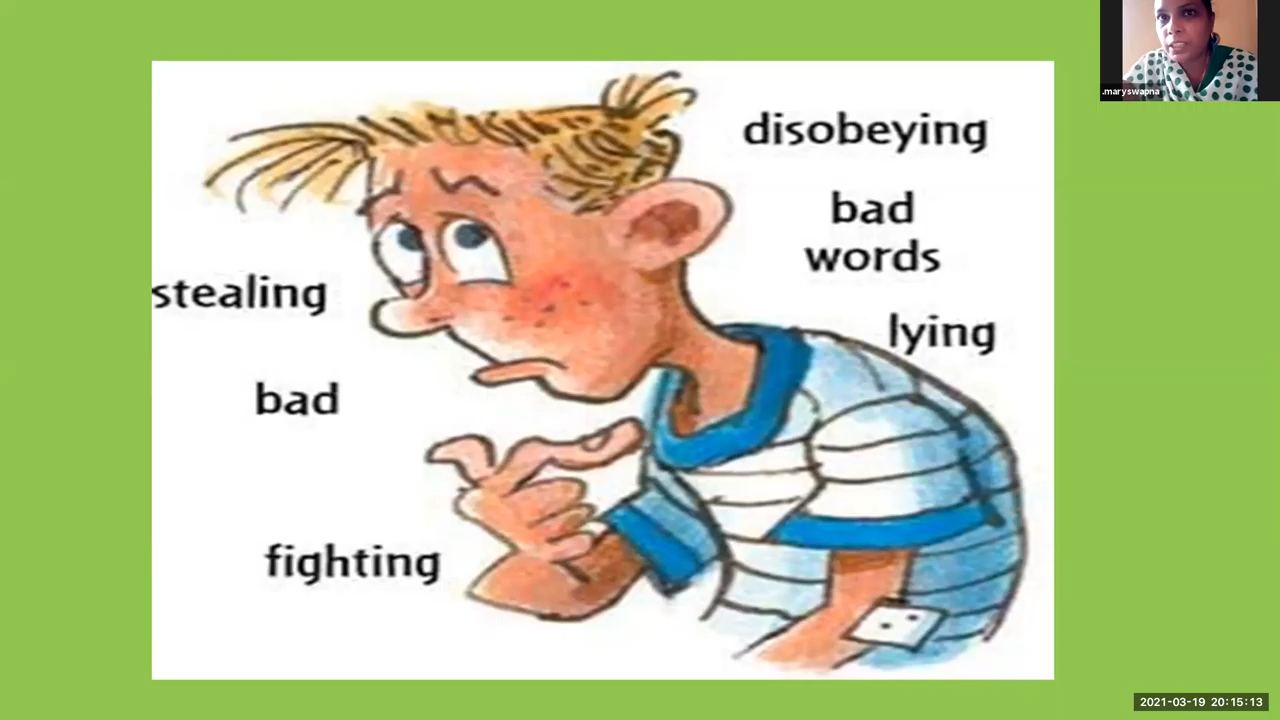 disobeying
bad
words
stealing
lying
bad
fighting
.maryswapna
2021-03-19 20:15:13